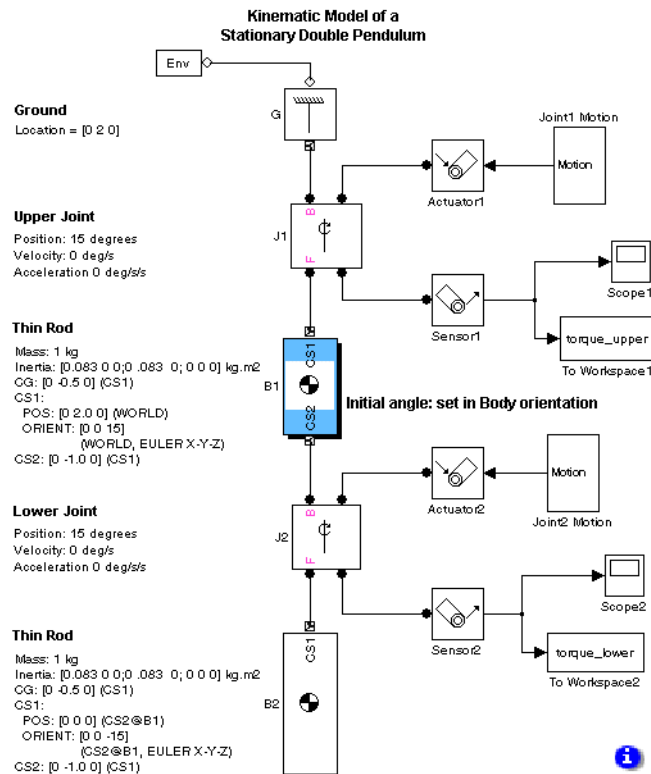 Kinematic Model of a
Stationary Double Pendulum
Env
Ground
Location = [0 2 0]
G
Joint1 Motion
Motion
Actuator1
Upper Joint
Position: 15 degrees
Velocity: 0 deg/s
Acceleration 0 deg/s/s
J1
B
F
Sensor1
Scope1
torque_upper
To Workspace1
Thin Rod
Mass: 1 kg
Inertia: [0.083 0 0;0 .083 0; 0 0 0] kg.m2
CG: [0 -0.5 0] (CS1)
CS1:
POS: [0 2.0 0] (WORLD)
ORIENT: [0 0 15]
(WORLD, EULER X-Y-Z)
CS2: [0 -1.0 0] (CS1)
B1
CS1
CS2
Initial angle: set in Body orientation
Lower Joint
Position: 15 degrees
Velocity: 0 deg/s
Acceleration 0 deg/s/s
J2
B
F
Actuator2
Motion
Joint2 Motion
Sensor2
Scope2
torque_lower
To Workspace2
Thin Rod
Mass: 1 kg
Inertia: [0.083 0 0;0 .083 0; 0 0 0] kg.m2
CG: [0 -0.5 0] (CS1)
CS1:
POS: [0 0 0] (CS2@B1)
ORIENT: [0 0 -15]
(CS2@B1, EULER X-Y-Z)
CS2: [0 -1.0 0] (CS1)
B2
CS1
i